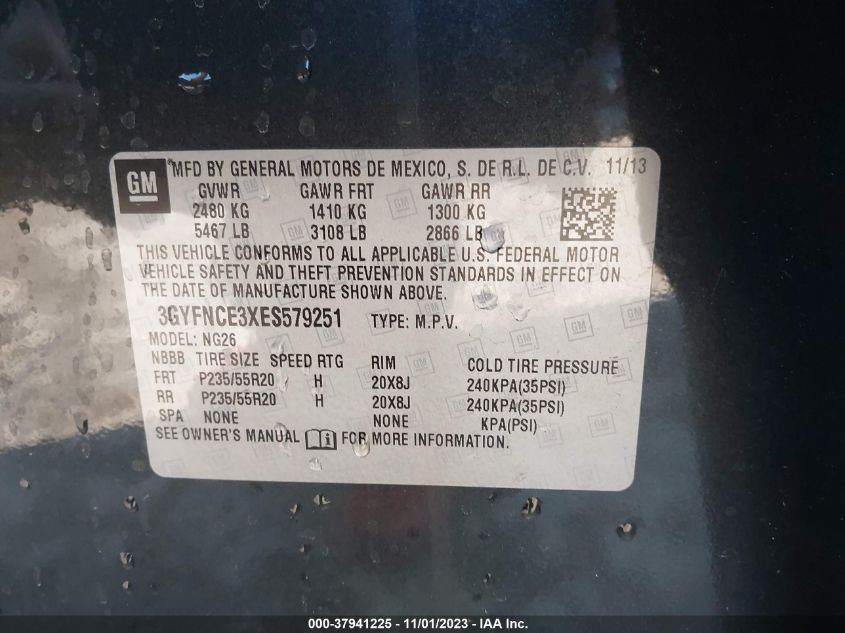 GM
® MFD BY GENERAL MOTORS DE MEXICO, S. DE R.L. DE C.V. 11/13
GVWR GAWR FRT GAWR RR
2480 KG 1410 KG 1300 KG
5467 LB 3108 LB 2866 LB
THIS VEHICLE CONFORMS TO ALL APPLICABLE U.S. FEDERAL MOTOR
VEHICLE SAFETY AND THEFT PREVENTION STANDARDS IN EFFECT ON
THE DATE OF MANUFACTURE SHOWN ABOVE.
3GYFNCE3XES579251 TYPE: M.P.V.
MODEL: NG26
NBBB TIRE SIZE SPEED RTG RIM COLD TIRE PRESSURE
FRT P235/55R20 H 20X8J 240KPA(35PSI)
RR P235/55R20 H 20X8J 240KPA(35PSI)
SPA NONE NONE KPA(PSI)
SEE OWNER'S MANUAL FOR MORE INFORMATION.
000-37941225 - 11/01/2023 - IAA Inc.